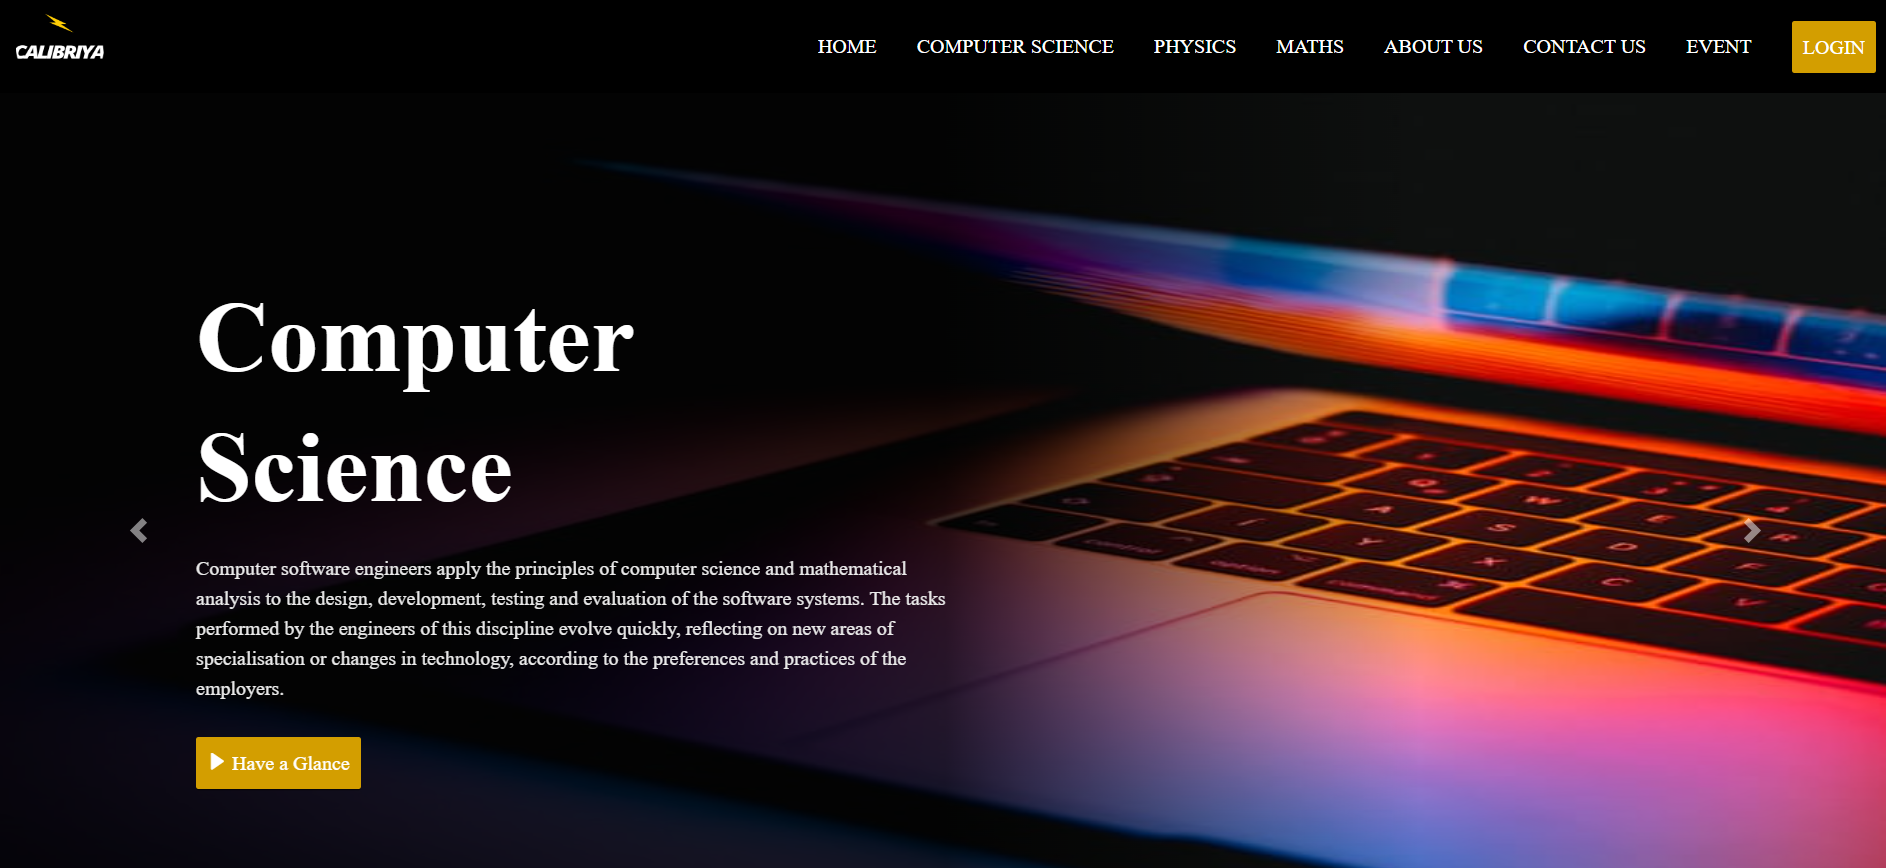 CALIBRIYA
HOME COMPUTER SCIENCE PHYSICS MATHS ABOUT US CONTACT US EVENT LOGIN
Computer
Science
Computer software engineers apply the principles of computer science and mathematical
analysis to the design, development, testing and evaluation of the software systems. The tasks
performed by the engineers of this discipline evolve quickly, reflecting on new areas of
specialisation or changes in technology, according to the preferences and practices of the
employers.
Have a Glance
Q W E R
A S D F
Y X C V
control option command